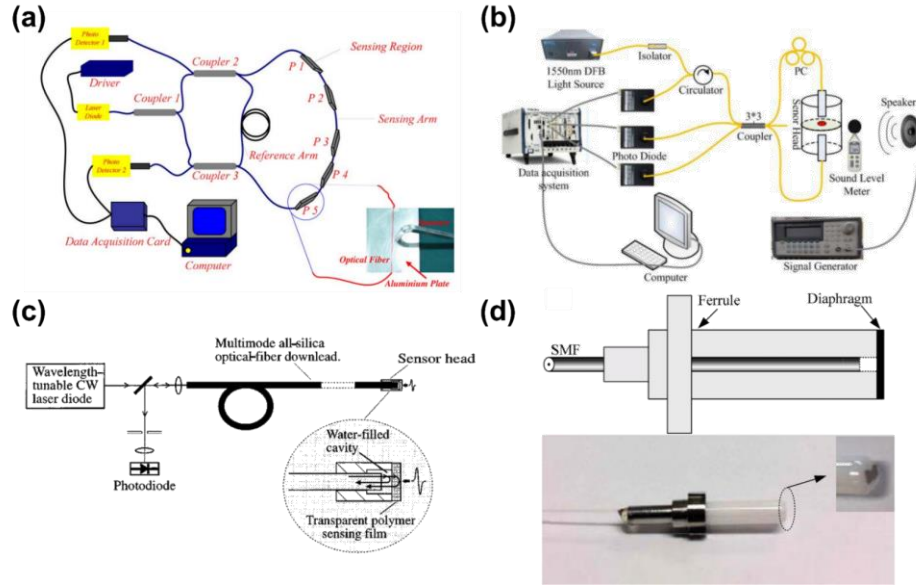 (a)
Photo
Detector 1
Coupler 2
Sensing Region
P 1
Driver
Coupler 1
P 2
Laser
Diode
Sensing Arm
P 3
Photo
Detector 2
Reference Arm
Coupler 3
P 4
P 5
Data Acquisition Card
Computer
Optical Fiber
Aluminium Plate
(b)
1550nm DFB
Light Source
Isolator
Circulator
PC
Speaker
3*3
Coupler
Senor Head
Photo Diode
Data acquisition
system
Sound Level
Meter
Computer
Signal Generator
(c)
Multimode all-silica
optical-fiber downlead.
Sensor head
Wavelength-
tunable CW
laser diode
Water-filled
cavity
Photodiode
Transparent polymer
sensing film
(d)
Ferrule
Diaphragm
SMF